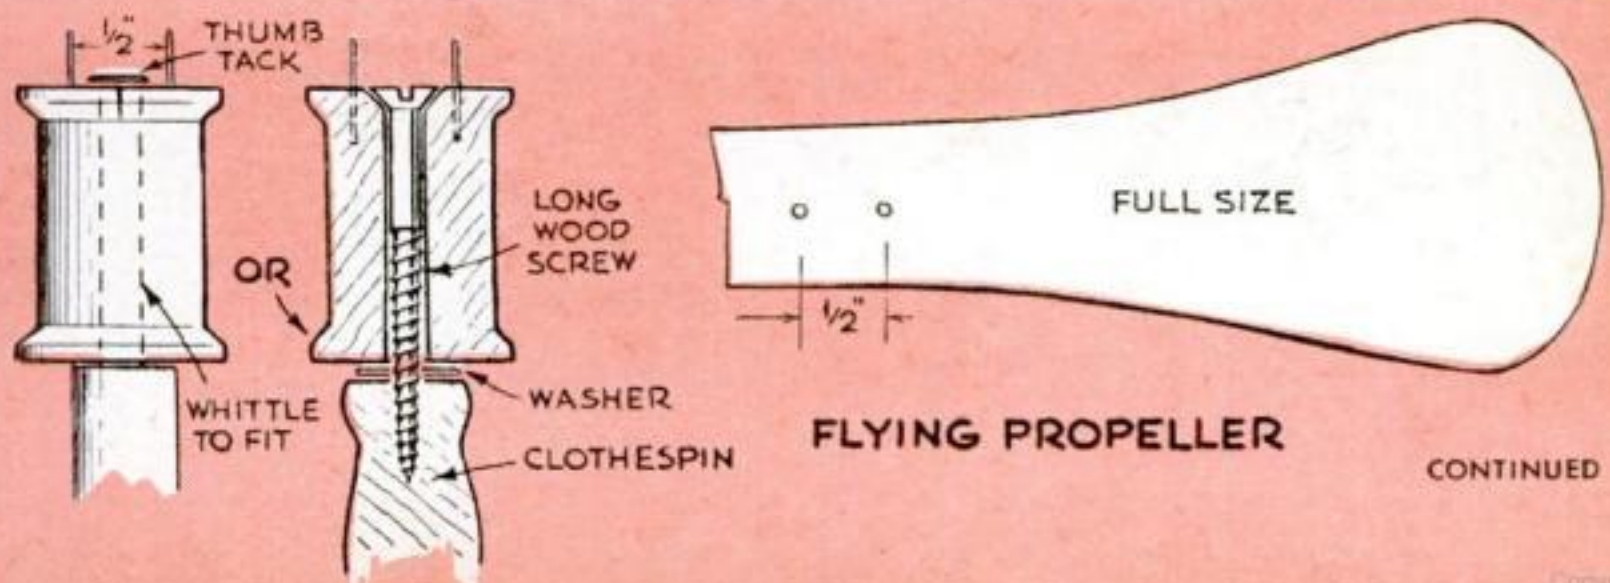 1/2"
THUMB
TACK
OR
WHITTLE
TO FIT
LONG
WOOD
SCREW
WASHER
CLOTHESPIN
FULL SIZE
1/2"
FLYING PROPELLER
CONTINUED